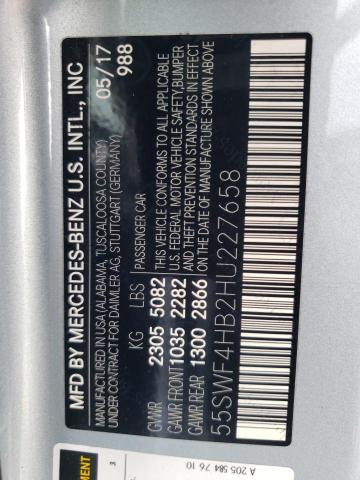 MFD BY MERCEDES-BENZ U.S. INTL., INC
MANUFACTURED IN USA (ALABAMA, TUSCALOOSA COUNTY)
UNDER CONTRACT FOR DAIMLER AG, STUTTGART (GERMANY)
05/17
988
KG LBS
PASSENGER CAR
GVWR 2305 5082
GAWR FRONT 1035 2282
GAWR REAR 1300 2866
THIS VEHICLE CONFORMS TO ALL APPLICABLE
U.S. FEDERAL MOTOR VEHICLE SAFETY, BUMPER
AND THEFT PREVENTION STANDARDS IN EFFECT
ON THE DATE OF MANUFACTURE SHOWN ABOVE
55SWF4HB2HU227658
A 205 584 76 10
3